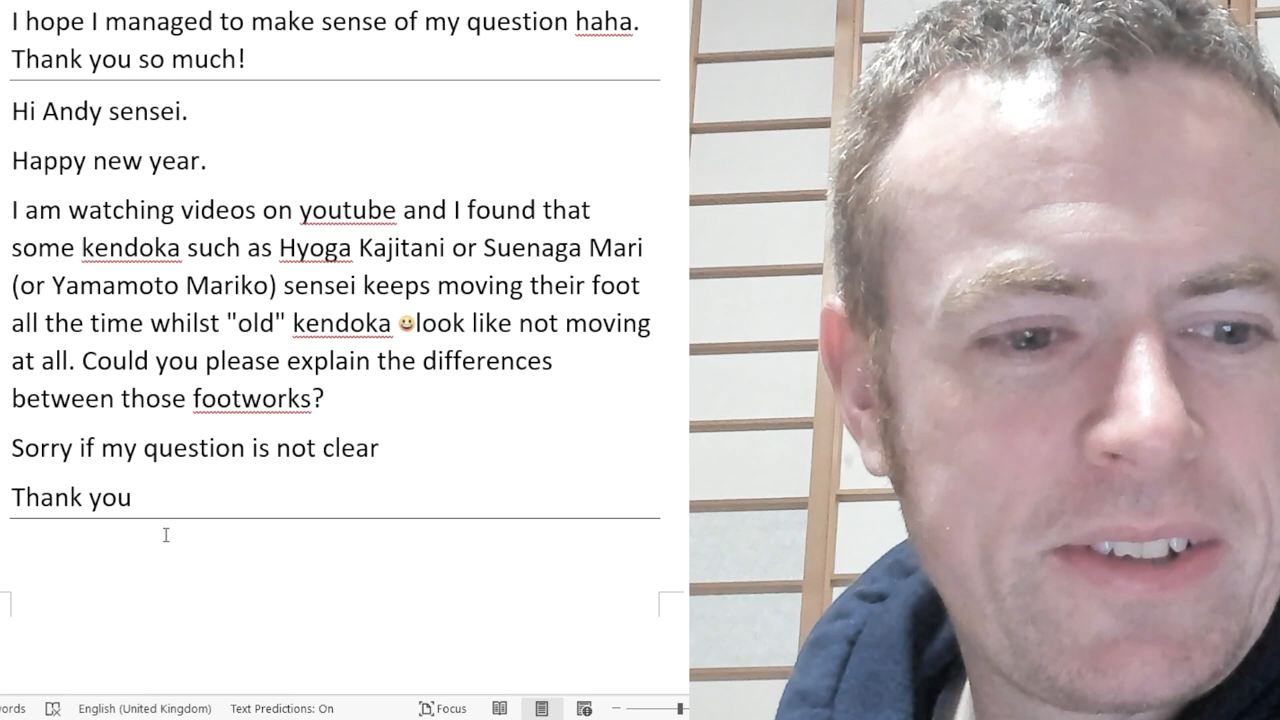 I hope I managed to make sense of my question haha.
Thank you so much!
Hi Andy sensei.
Happy new year.
I am watching videos on youtube and I found that
some kendoka such as Hyoga Kajitani or Suenaga Mari
(or Yamamoto Mariko) sensei keeps moving their foot
all the time whilst "old" kendoka 😀look like not moving
at all. Could you please explain the differences
between those footworks?
Sorry if my question is not clear
Thank you
ords English (United Kingdom) Text Predictions: On Focus